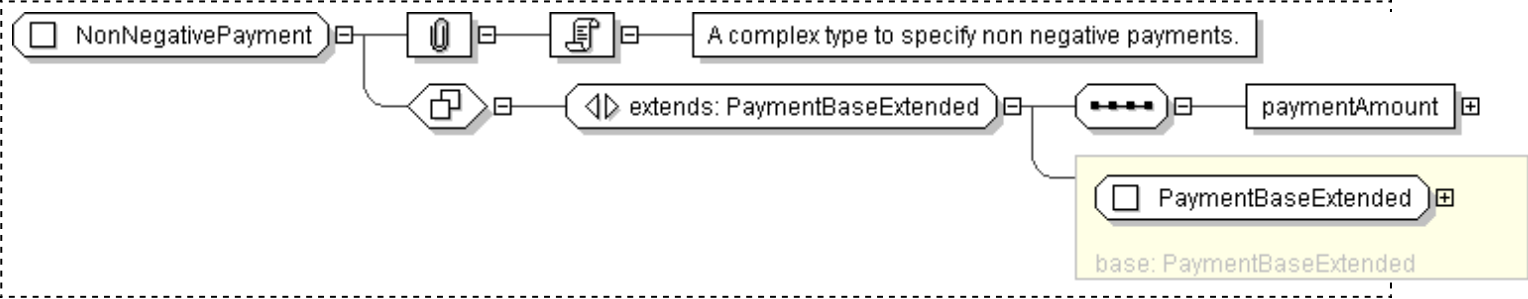 NonNegativePayment
A complex type to specify non negative payments.
extends: PaymentBaseExtended
paymentAmount
PaymentBaseExtended
base: PaymentBaseExtended